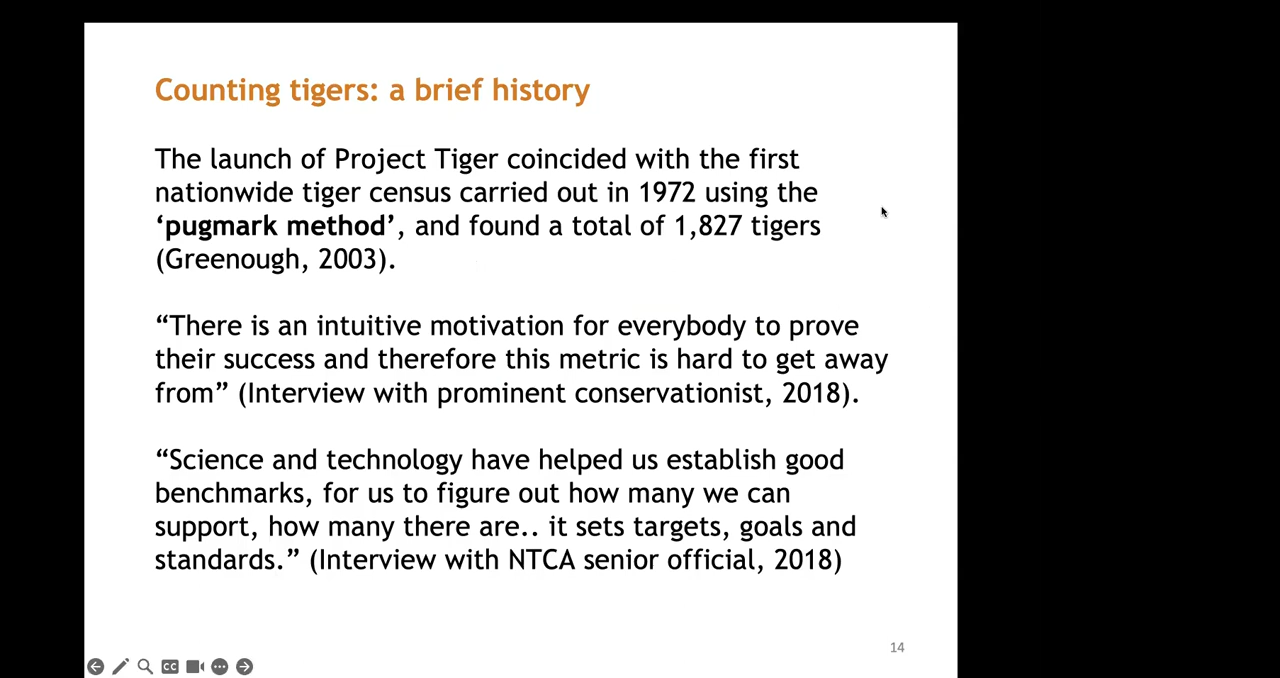 Counting tigers: a brief history
The launch of Project Tiger coincided with the first
nationwide tiger census carried out in 1972 using the
‘pugmark method’, and found a total of 1,827 tigers
(Greenough, 2003).
“There is an intuitive motivation for everybody to prove
their success and therefore this metric is hard to get away
from” (Interview with prominent conservationist, 2018).
“Science and technology have helped us establish good
benchmarks, for us to figure out how many we can
support, how many there are.. it sets targets, goals and
standards.” (Interview with NTCA senior official, 2018)
14
CC